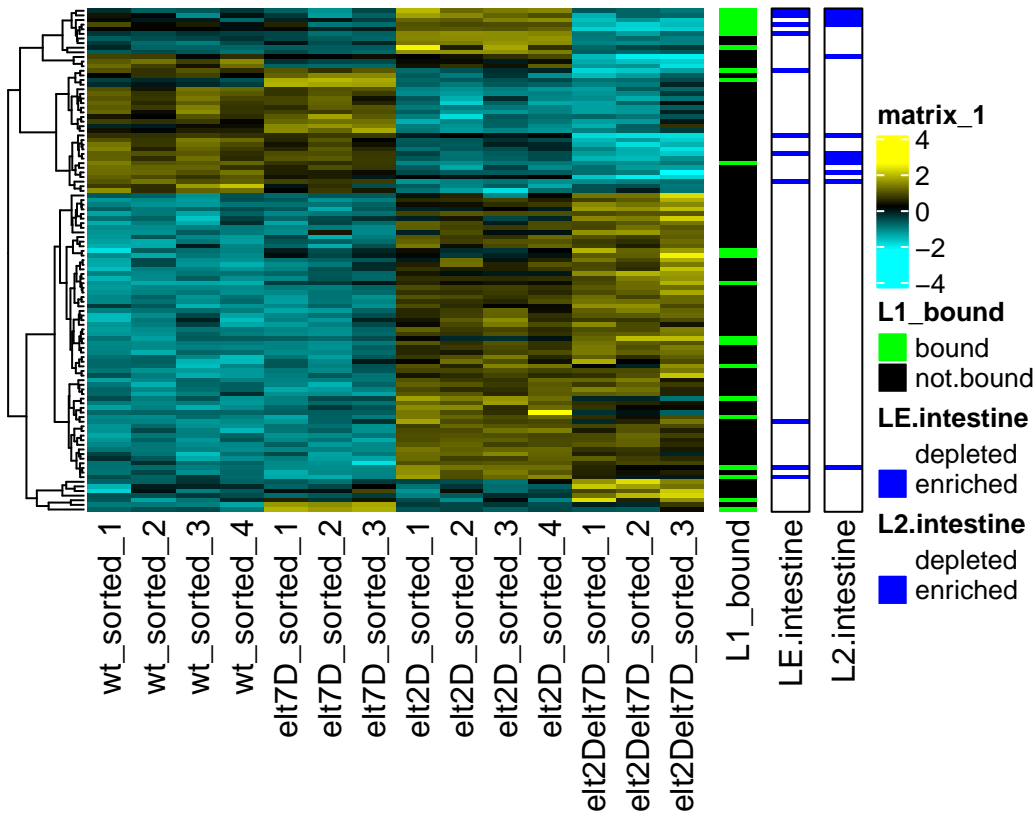 matrix_1
4
2
0
−2
−4
L1_bound
bound
not.bound
LE.intestine
depleted
enriched
L2.intestine
depleted
enriched
wt_sorted_1
wt_sorted_2
wt_sorted_3
wt_sorted_4
elt7D_sorted_1
elt7D_sorted_2
elt7D_sorted_3
elt2D_sorted_1
elt2D_sorted_2
elt2D_sorted_3
elt2D_sorted_4
elt2Delt7D_sorted_1
elt2Delt7D_sorted_2
elt2Delt7D_sorted_3
L1_bound
LE.intestine
L2.intestine